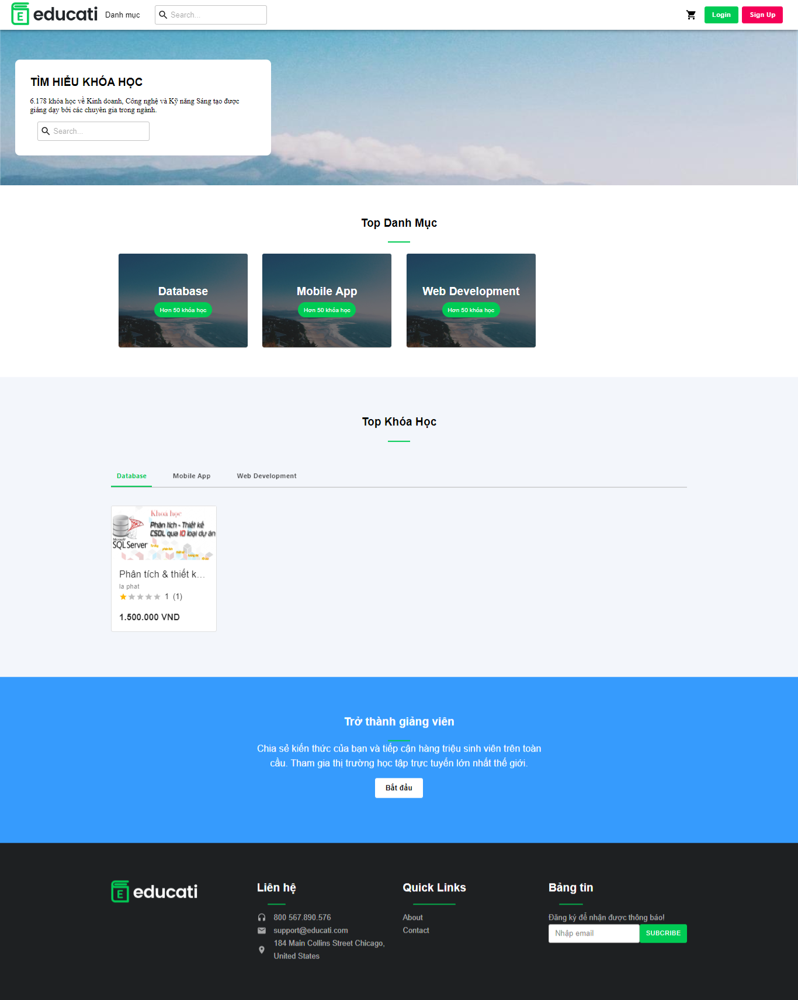 educati
Danh mục
Search...
Login
Sign Up
TÌM HIỂU KHÓA HỌC
6.178 khóa học về Kinh doanh, Công nghệ và Kỹ năng Sáng tạo được
giảng dạy bởi các chuyên gia trong ngành.
Search...
Top Danh Mục
Database
Hơn 50 khóa học
Mobile App
Hơn 50 khóa học
Web Development
Hơn 50 khóa học
Top Khóa Học
Database
Mobile App
Web Development
Khoa học
Phân tích - Thiết kế
CSDL qua 10 loại dự án
Microsoft
SQL Server
Phân tích & thiết k...
la phat
1 (1)
1.500.000 VND
Trở thành giảng viên
Chia sẻ kiến thức của bạn và tiếp cận hàng triệu sinh viên trên toàn
cầu. Tham gia thị trường học tập trực tuyến lớn nhất thế giới.
Bắt đầu
educati
Liên hệ
800 567.890.576
support@educati.com
184 Main Collins Street Chicago,
United States
Quick Links
About
Contact
Bảng tin
Đăng ký để nhận được thông báo!
Nhập email
SUBCRIBE